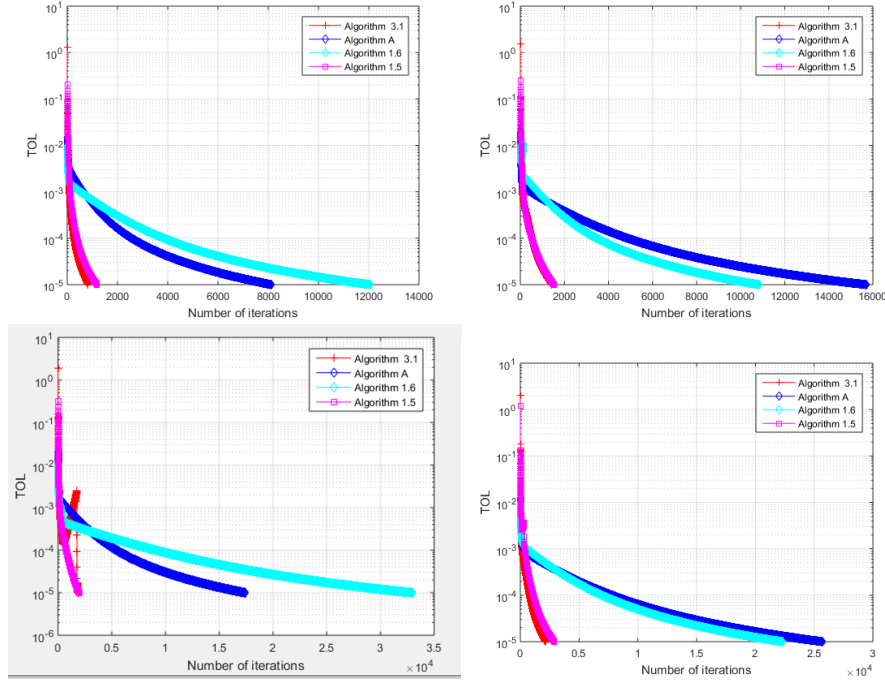 10^1
10^0
10^-1
10^-2
10^-3
10^-4
10^-5
TOL
0 2000 4000 6000 8000 10000 12000 14000
Number of iterations
Algorithm 3.1
Algorithm A
Algorithm 1.6
Algorithm 1.5
10^1
10^0
10^-1
10^-2
10^-3
10^-4
10^-5
TOL
0 2000 4000 6000 8000 10000 12000 14000 16000
Number of iterations
Algorithm 3.1
Algorithm A
Algorithm 1.6
Algorithm 1.5
10^1
10^0
10^-1
10^-2
10^-3
10^-4
10^-5
10^-6
TOL
0 0.5 1 1.5 2 2.5 3 3.5
Number of iterations
× 10^4
Algorithm 3.1
Algorithm A
Algorithm 1.6
Algorithm 1.5
10^1
10^0
10^-1
10^-2
10^-3
10^-4
10^-5
TOL
0 0.5 1 1.5 2 2.5 3
Number of iterations
× 10^4
Algorithm 3.1
Algorithm A
Algorithm 1.6
Algorithm 1.5